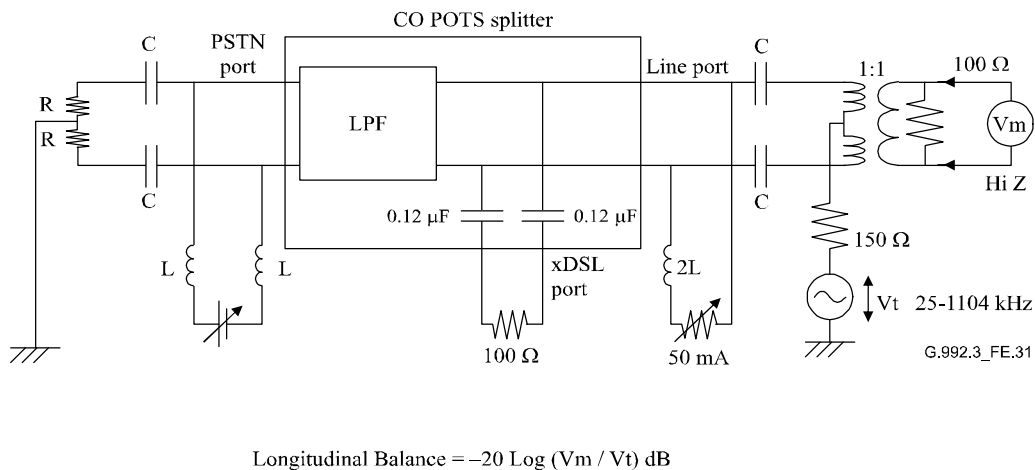 CO POTS splitter
C
PSTN
port
Line port
C
1:1
100 Ω
R
R
LPF
Vm
C
C
Hi Z
0.12 µF
0.12 µF
150 Ω
L
L
xDSL
port
2L
Vt 25-1104 kHz
100 Ω
50 mA
G.992.3_FE.31
Longitudinal Balance = –20 Log (Vm / Vt) dB